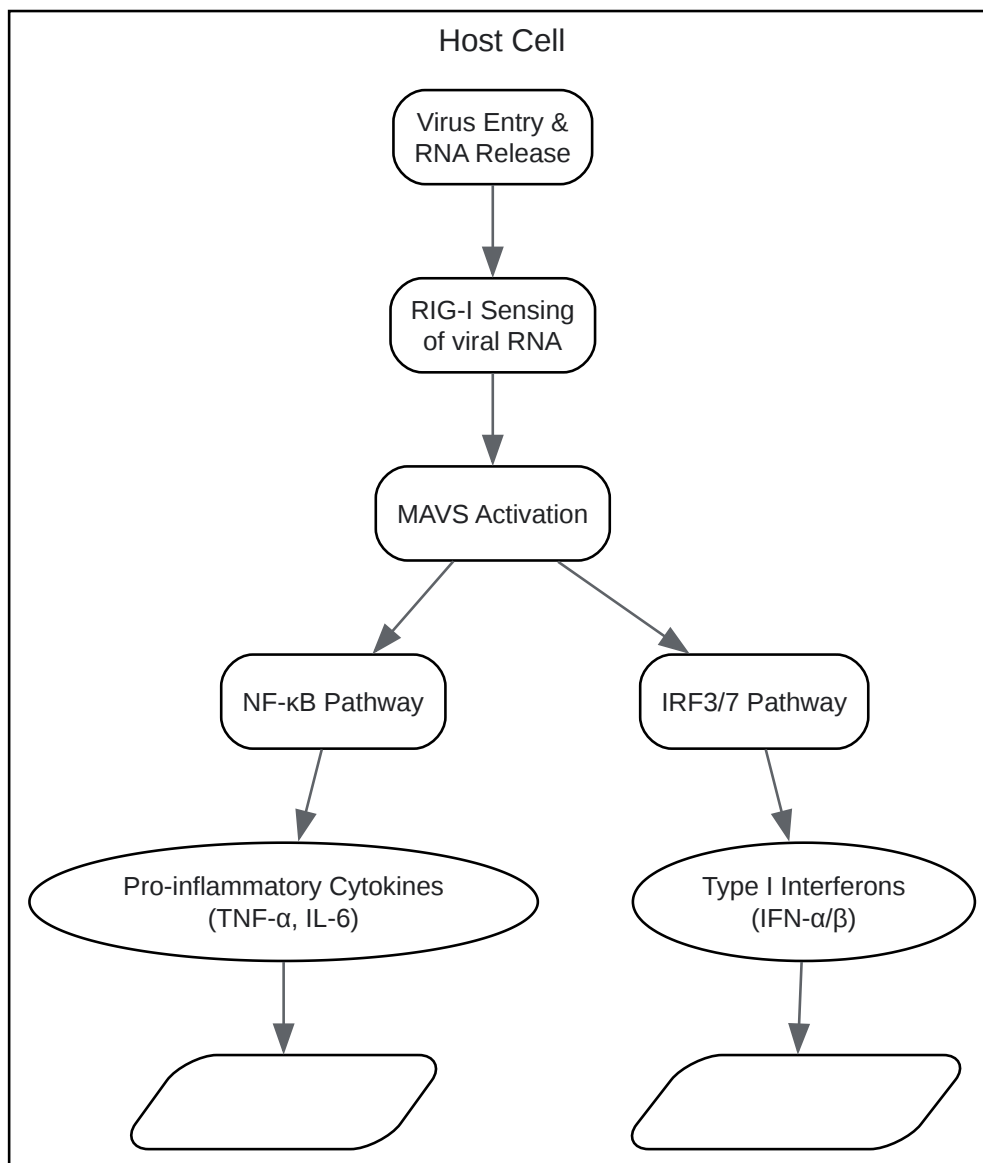 Host Cell
Virus Entry &
RNA Release
RIG-I Sensing
of viral RNA
MAVS Activation
NF-κB Pathway
IRF3/7 Pathway
Pro-inflammatory Cytokines
(TNF-α, IL-6)
Type I Interferons
(IFN-α/β)